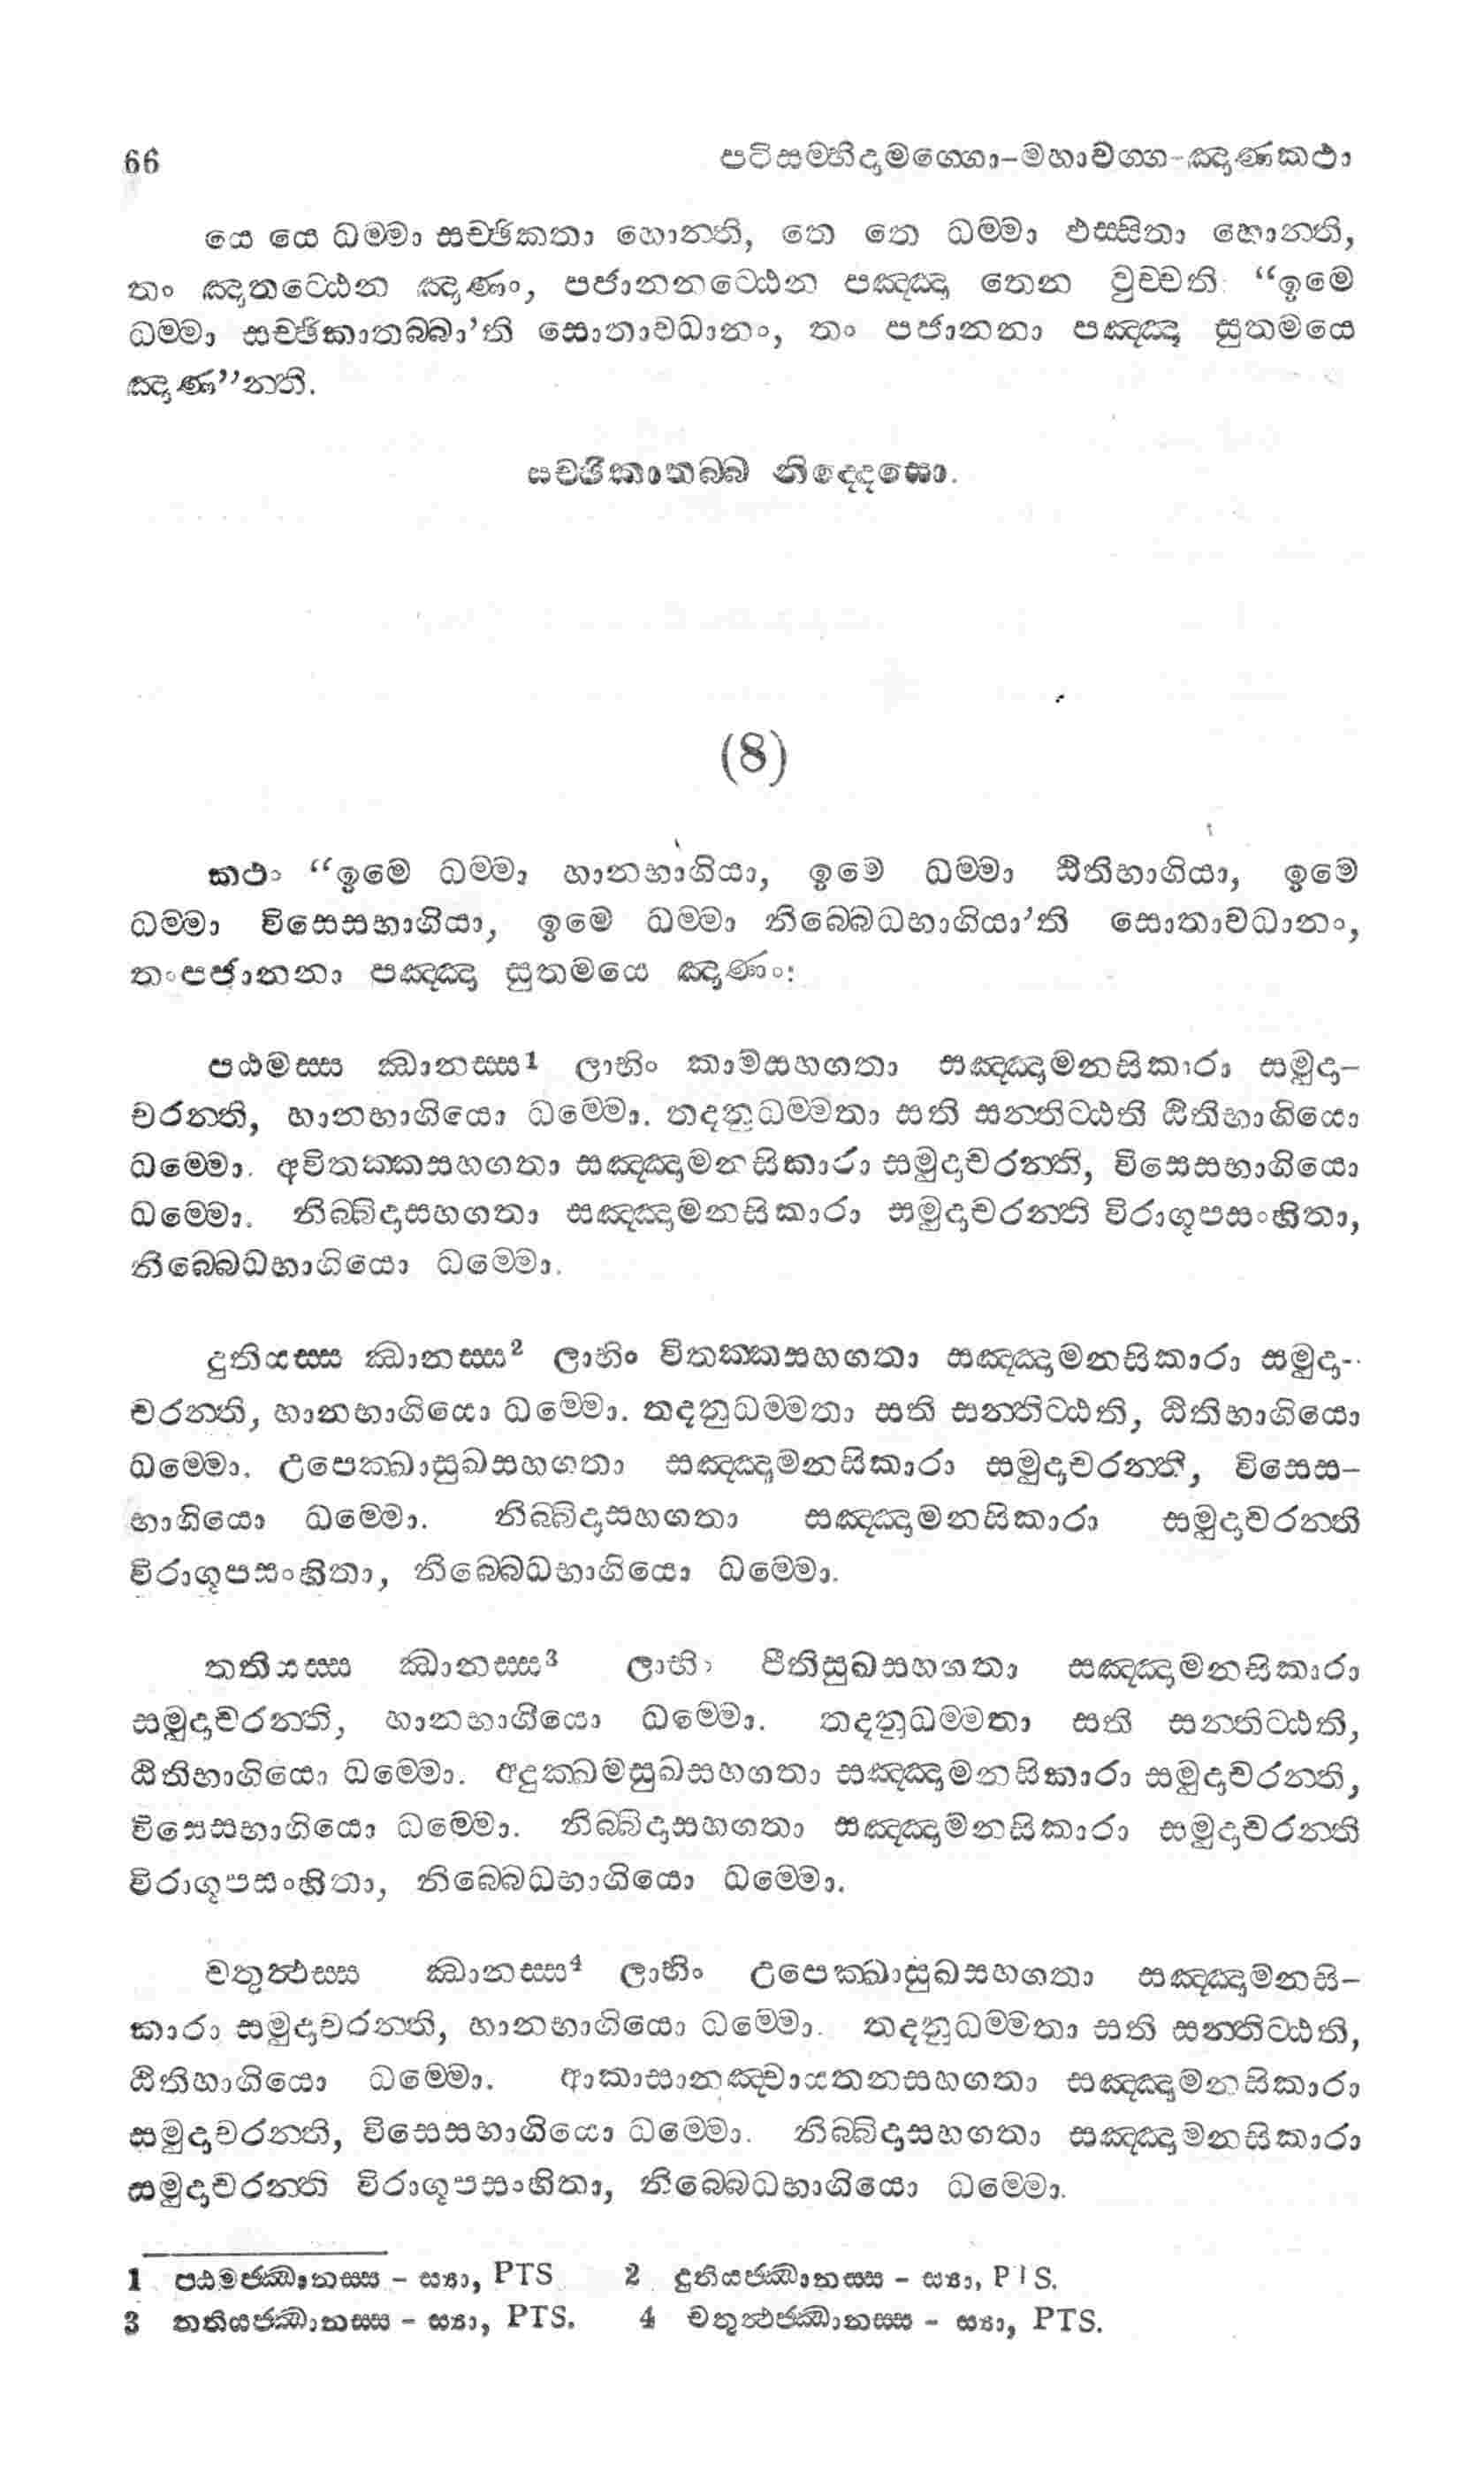 66 පටිසම්භිදාමග්ගො-මහාවග්ග-ඤාණකථා
යෙ යෙ ධම්මා සච්ඡිකතා හොන්ති, තෙ තෙ ධම්මා ඵස්සිතා හොන්ති,
තං ඤාතට්ඨෙන ඤාණං, පජානනට්ඨෙන පඤ්ඤා තෙන වුච්චති: “ඉමෙ
ධම්මා සච්ඡිකාතබ්බා’ති සොතාවධානං, තං පජානනා පඤ්ඤා සුතමයෙ
ඤාණ”න්ති.
සච්ඡිකාතබ්බ නිද්දෙසො.
(8)
කථං “ඉමෙ ධම්මා හානභාගියා, ඉමෙ ධම්මා ඨිතිභාගියා, ඉමෙ
ධම්මා විසෙසභාගියා, ඉමෙ ධම්මා නිබ්බෙධභාගියා’ති සොතාවධානං,
තංපජානනා පඤ්ඤා සුතමයෙ ඤාණං:
පඨමස්ස ඣානස්ස1 ලාභිං කාමසහගතා සඤ්ඤාමනසිකාරා සමුදා-
චරන්ති, හානභාගියො ධම්මො. තදනුධම්මතා සති සන්තිට්ඨති ඨිතිභාගියො
ධම්මො. අවිතක්කසහගතා සඤ්ඤාමනසිකාරා සමුදාචරන්ති, විසෙසභාගියො
ධම්මො. නිබ්බිදාසහගතා සඤ්ඤාමනසිකාරා සමුදාචරන්ති විරාගූපසංහිතා,
නිබ්බෙධභාගියො ධම්මො.
දුතියස්ස ඣානස්ස2 ලාභිං විතක්කසහගතා සඤ්ඤාමනසිකාරා සමුදා-
චරන්ති, හානභාගියො ධම්මො. තදනුධම්මතා සති සන්තිට්ඨති, ඨිතිභාගියො
ධම්මො. උපෙක්ඛාසුඛසහගතා සඤ්ඤාමනසිකාරා සමුදාචරන්ති, විසෙස-
භාගියො ධම්මො. නිබ්බිදාසහගතා සඤ්ඤාමනසිකාරා සමුදාචරන්ති
විරාගූපසංහිතා, නිබ්බෙධභාගියො ධම්මො.
තතියස්ස ඣානස්ස3 ලාභිං පීතිසුඛසහගතා සඤ්ඤාමනසිකාරා
සමුදාචරන්ති, හානභාගියො ධම්මො. තදනුධම්මතා සති සන්තිට්ඨති,
ඨිතිභාගියො ධම්මො. අදුක්ඛමසුඛසහගතා සඤ්ඤාමනසිකාරා සමුදාචරන්ති,
විසෙසභාගියො ධම්මො. නිබ්බිදාසහගතා සඤ්ඤාමනසිකාරා සමුදාචරන්ති
විරාගූපසංහිතා, නිබ්බෙධභාගියො ධම්මො.
චතුත්ථස්ස ඣානස්ස4 ලාභිං උපෙක්ඛාසුඛසහගතා සඤ්ඤාමනසි-
කාරා සමුදාචරන්ති, හානභාගියො ධම්මො. තදනුධම්මතා සති සන්තිට්ඨති,
ඨිතිභාගියො ධම්මො. ආකාසානඤ්චායතනසහගතා සඤ්ඤාමනසිකාරා
සමුදාචරන්ති, විසෙසභාගියො ධම්මො. නිබ්බිදාසහගතා සඤ්ඤාමනසිකාරා
සමුදාචරන්ති විරාගූපසංහිතා, නිබ්බෙධභාගියො ධම්මො.
1 පඨමජ්ඣානස්ස - ස්‍යා, PTS 2 දුතියජ්ඣානස්ස - ස්‍යා, PTS.
3 තතියජ්ඣානස්ස - ස්‍යා, PTS. 4 චතුත්ථජ්ඣානස්ස - ස්‍යා, PTS.